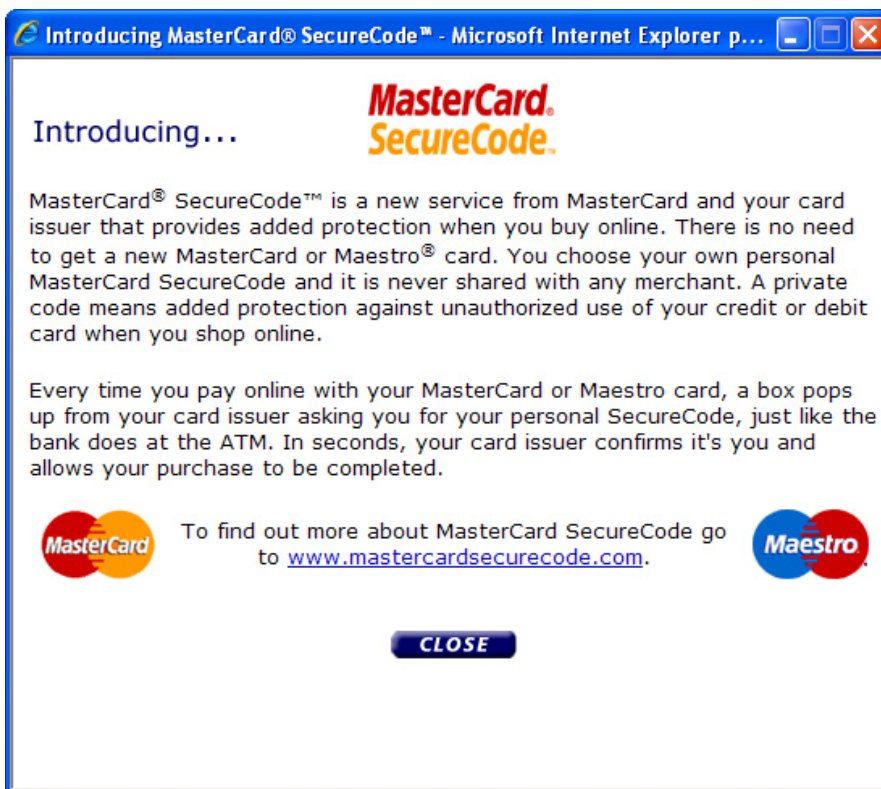 Introducing MasterCard® SecureCode™ - Microsoft Internet Explorer p...
Introducing...
MasterCard®
SecureCode™
MasterCard® SecureCode™ is a new service from MasterCard and your card
issuer that provides added protection when you buy online. There is no need
to get a new MasterCard or Maestro® card. You choose your own personal
MasterCard SecureCode and it is never shared with any merchant. A private
code means added protection against unauthorized use of your credit or debit
card when you shop online.
Every time you pay online with your MasterCard or Maestro card, a box pops
up from your card issuer asking you for your personal SecureCode, just like the
bank does at the ATM. In seconds, your card issuer confirms it's you and
allows your purchase to be completed.
MasterCard
To find out more about MasterCard SecureCode go
to www.mastercardsecurecode.com.
Maestro
CLOSE